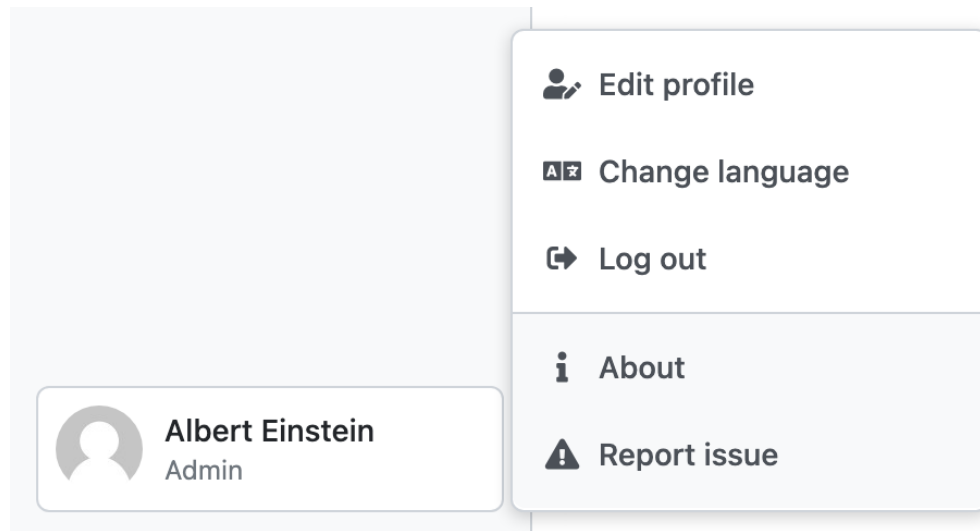 Edit profile
Change language
Log out
About
Report issue
Albert Einstein
Admin